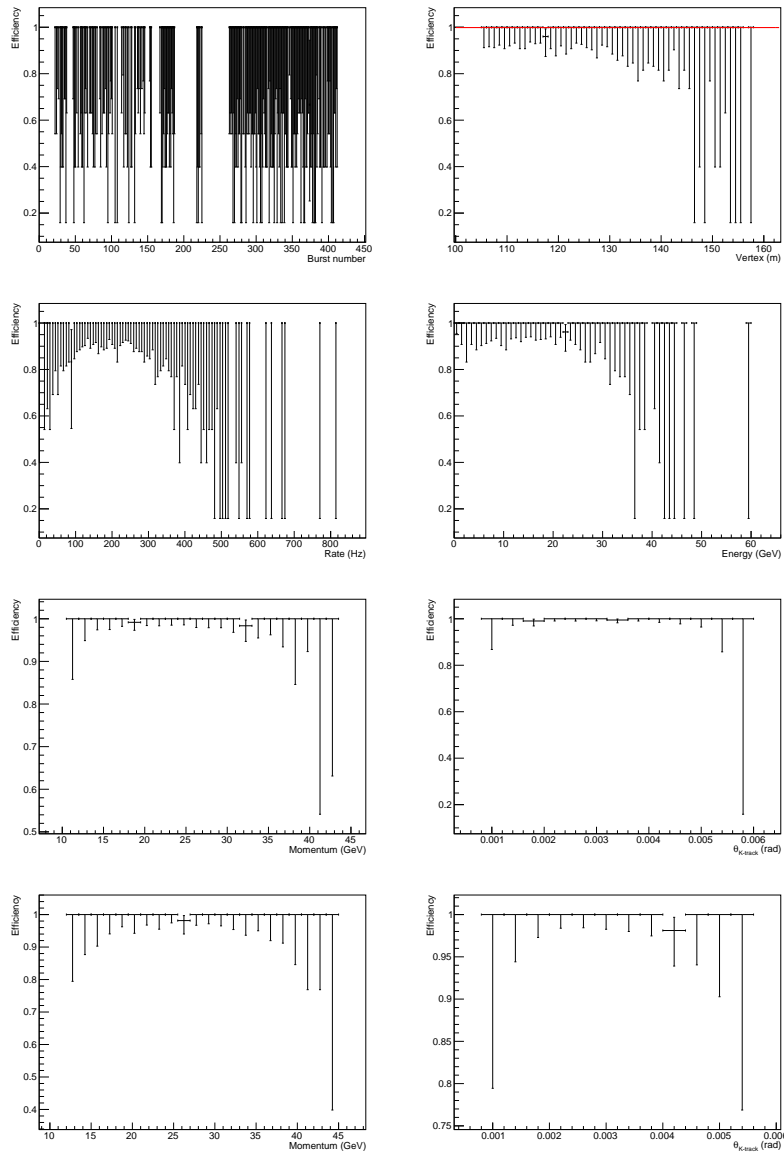 Efficiency
1
0.8
0.6
0.4
0.2
0 50 100 150 200 250 300 350 400 450
Burst number
Efficiency
1
0.8
0.6
0.4
0.2
100 110 120 130 140 150 160
Vertex (m)
Efficiency
1
0.8
0.6
0.4
0.2
0 100 200 300 400 500 600 700 800
Rate (Hz)
Efficiency
1
0.8
0.6
0.4
0.2
0 10 20 30 40 50 60
Energy (GeV)
Efficiency
1
0.9
0.8
0.7
0.6
0.5
10 15 20 25 30 35 40 45
Momentum (GeV)
Efficiency
1
0.8
0.6
0.4
0.2
0.001 0.002 0.003 0.004 0.005 0.006
θK-track (rad)
Efficiency
1
0.9
0.8
0.7
0.6
0.5
0.4
10 15 20 25 30 35 40 45
Momentum (GeV)
Efficiency
1
0.95
0.9
0.85
0.8
0.75
0.001 0.002 0.003 0.004 0.005 0.006
θK-track (rad)